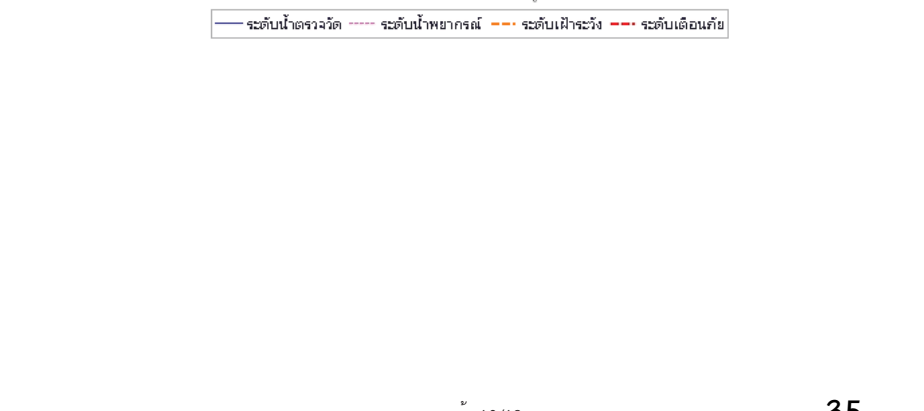 ระดับน้ำตรวจวัด ระดับน้ำพยากรณ์ ระดับเฝ้าระวัง ระดับเตือนภัย
35